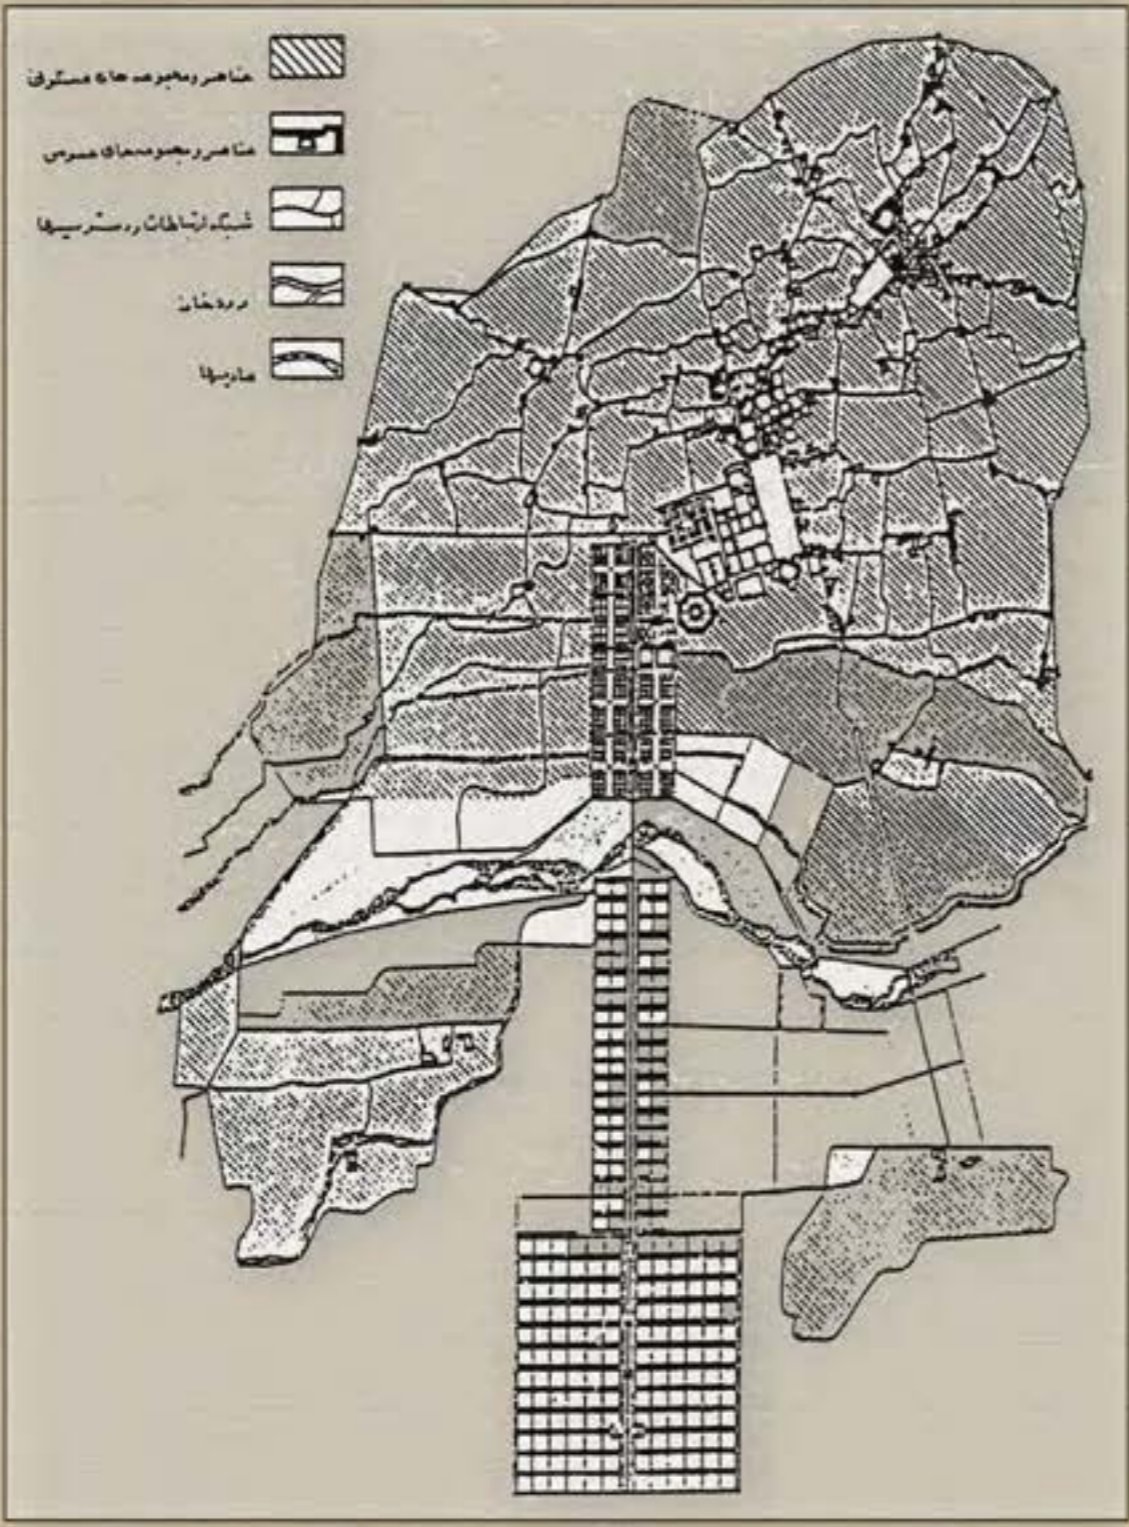 عناصر و مجموعه های مسکونی
عناصر و مجموعه‌های عمومی
شبکه ارتباطات و دسترسیها
رودخانه
مادیها